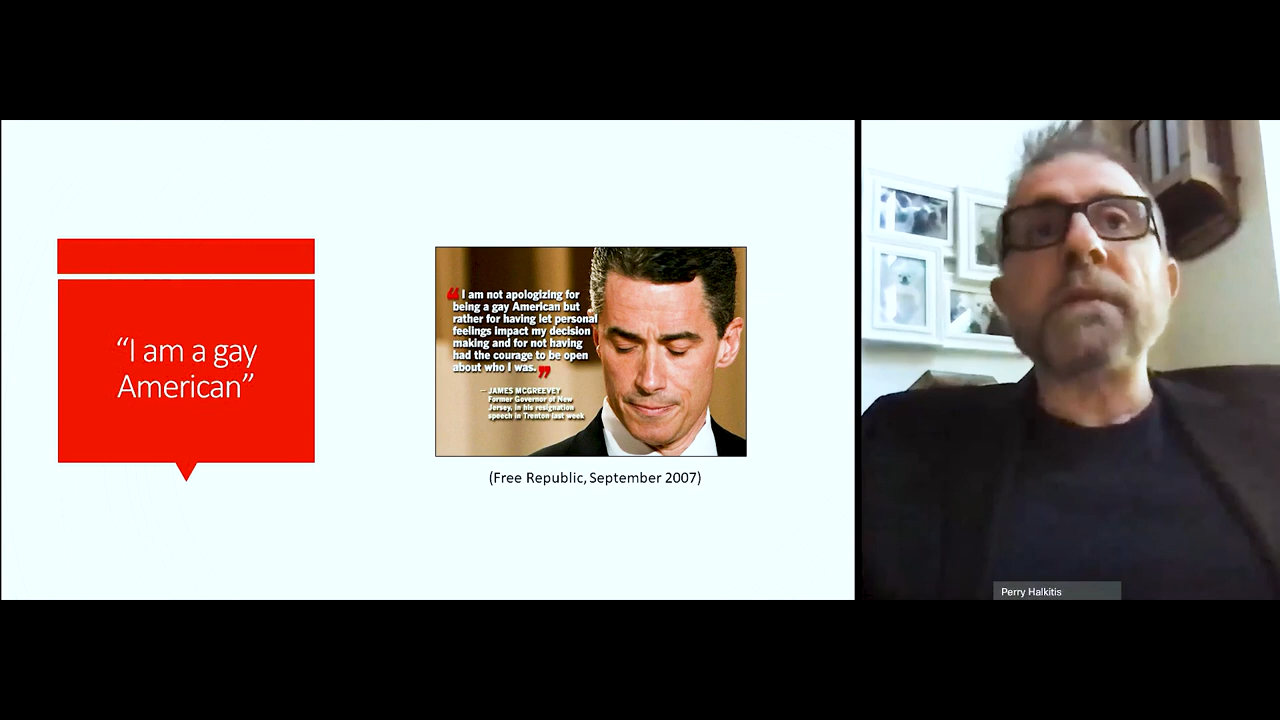 “I am a gay
American”
“ I am not apologizing for
being a gay American but
rather for having let personal
feelings impact my decision
making and for not having
had the courage to be open
about who I was. ”
— JAMES MCGREEVEY
Former Governor of New
Jersey, in his resignation
speech in Trenton last week
(Free Republic, September 2007)
Perry Halkitis